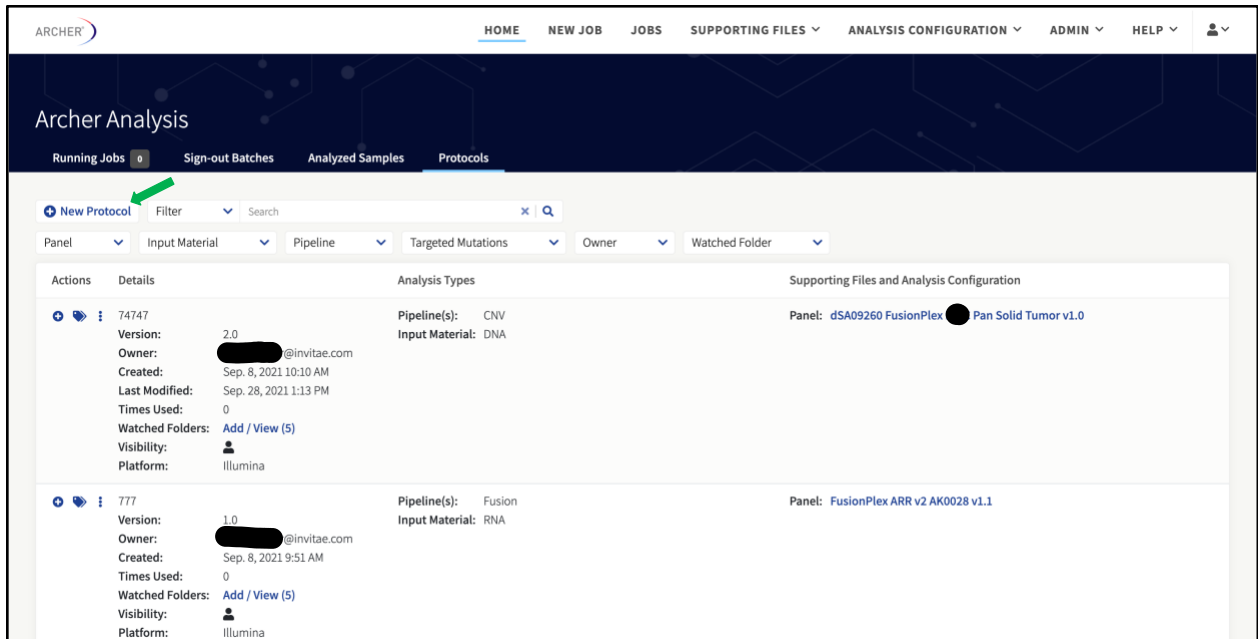 ARCHER® HOME NEW JOB JOBS SUPPORTING FILES ANALYSIS CONFIGURATION ADMIN HELP
Archer Analysis
Running Jobs 0 Sign-out Batches Analyzed Samples Protocols
New Protocol Filter Search
Panel Input Material Pipeline Targeted Mutations Owner Watched Folder
Actions Details Analysis Types Supporting Files and Analysis Configuration
74747 Pipeline(s): CNV Panel: dSA09260 FusionPlex Pan Solid Tumor v1.0
Version: 2.0 Input Material: DNA
Owner: @invitae.com
Created: Sep. 8, 2021 10:10 AM
Last Modified: Sep. 28, 2021 1:13 PM
Times Used: 0
Watched Folders: Add / View (5)
Visibility:
Platform: Illumina
777 Pipeline(s): Fusion Panel: FusionPlex ARR v2 AK0028 v1.1
Version: 1.0 Input Material: RNA
Owner: @invitae.com
Created: Sep. 8, 2021 9:51 AM
Times Used: 0
Watched Folders: Add / View (5)
Visibility:
Platform: Illumina